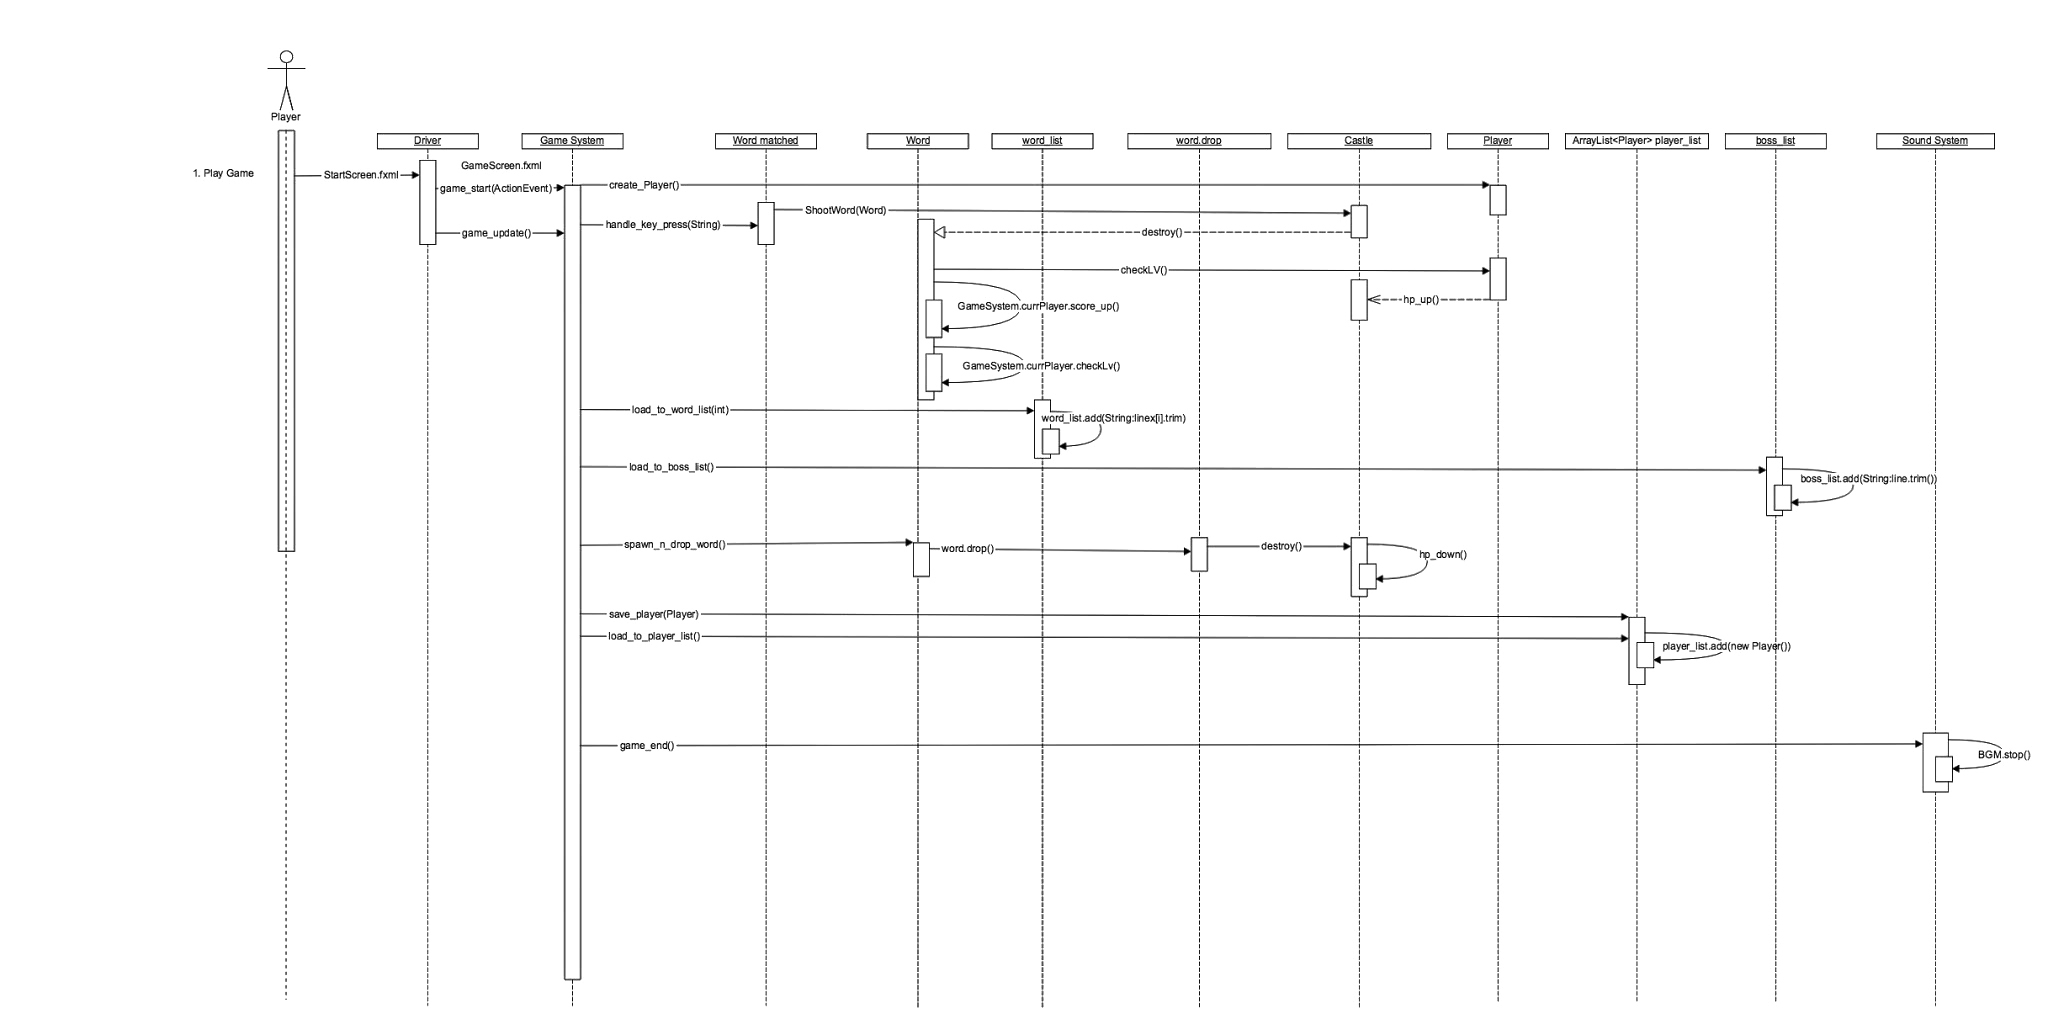 Player
Driver
Game System
Word matched
Word
word_list
word.drop
Castle
Player
ArrayList<Player> player_list
boss_list
Sound System
GameScreen.fxml
1. Play Game
StartScreen.fxml
game_start(ActionEvent)
create_Player()
ShootWord(Word)
handle_key_press(String)
game_update()
destroy()
checkLV()
hp_up()
GameSystem.currPlayer.score_up()
GameSystem.currPlayer.checkLv()
load_to_word_list(int)
word_list.add(String:linex[i].trim)
load_to_boss_list()
boss_list.add(String:line.trim())
spawn_n_drop_word()
word.drop()
destroy()
hp_down()
save_player(Player)
load_to_player_list()
player_list.add(new Player())
game_end()
BGM.stop()